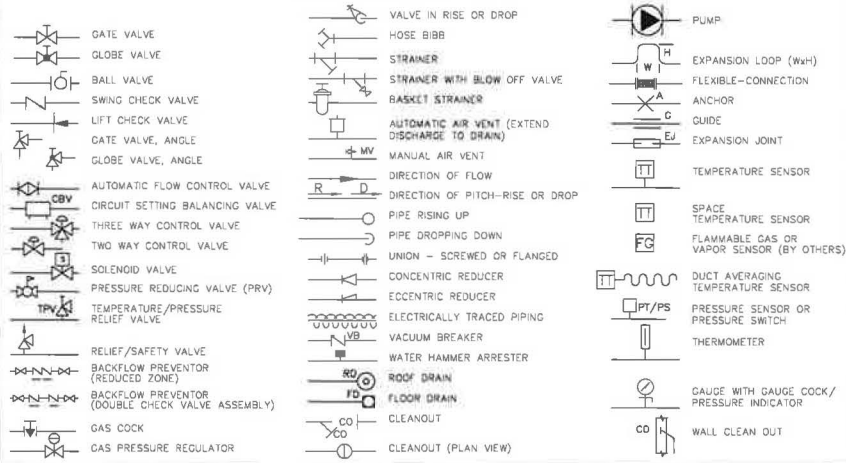 GATE VALVE
GLOBE VALVE
BALL VALVE
SWING CHECK VALVE
LIFT CHECK VALVE
GATE VALVE, ANGLE
GLOBE VALVE, ANGLE
AUTOMATIC FLOW CONTROL VALVE
CBV
CIRCUIT SETTING BALANCING VALVE
THREE WAY CONTROL VALVE
TWO WAY CONTROL VALVE
S
SOLENOID VALVE
PRESSURE REDUCING VALVE (PRV)
TPV TEMPERATURE/PRESSURE
RELIEF VALVE
RELIEF/SAFETY VALVE
BACKFLOW PREVENTOR
(REDUCED ZONE)
BACKFLOW PREVENTOR
(DOUBLE CHECK VALVE ASSEMBLY)
GAS COCK
GAS PRESSURE REGULATOR
VALVE IN RISE OR DROP
HOSE BIBB
STRAINER
STRAINER WITH BLOW OFF VALVE
BASKET STRAINER
AUTOMATIC AIR VENT (EXTEND
DISCHARGE TO DRAIN)
MV MANUAL AIR VENT
DIRECTION OF FLOW
R D DIRECTION OF PITCH-RISE OR DROP
PIPE RISING UP
PIPE DROPPING DOWN
UNION - SCREWED OR FLANGED
CONCENTRIC REDUCER
ECCENTRIC REDUCER
ELECTRICALLY TRACED PIPING
VB VACUUM BREAKER
WATER HAMMER ARRESTER
RD ROOF DRAIN
FD FLOOR DRAIN
CO CLEANOUT
CO
CLEANOUT (PLAN VIEW)
PUMP
H
W EXPANSION LOOP (WxH)
FLEXIBLE-CONNECTION
A ANCHOR
G GUIDE
EJ EXPANSION JOINT
TT TEMPERATURE SENSOR
TT SPACE
TEMPERATURE SENSOR
FG FLAMMABLE GAS OR
VAPOR SENSOR (BY OTHERS)
TT DUCT AVERAGING
TEMPERATURE SENSOR
PT/PS PRESSURE SENSOR OR
PRESSURE SWITCH
THERMOMETER
GAUGE WITH GAUGE COCK/
PRESSURE INDICATOR
CO WALL CLEAN OUT